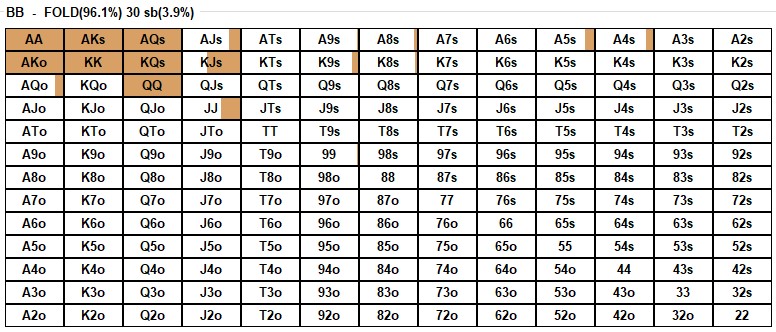 BB - FOLD(96.1%) 30 sb(3.9%)
AA AKs AQs AJs ATs A9s A8s A7s A6s A5s A4s A3s A2s
AKo KK KQs KJs KTs K9s K8s K7s K6s K5s K4s K3s K2s
AQo KQo QQ QJs QTs Q9s Q8s Q7s Q6s Q5s Q4s Q3s Q2s
AJo KJo QJo JJ JTs J9s J8s J7s J6s J5s J4s J3s J2s
ATo KTo QTo JTo TT T9s T8s T7s T6s T5s T4s T3s T2s
A9o K9o Q9o J9o T9o 99 98s 97s 96s 95s 94s 93s 92s
A8o K8o Q8o J8o T8o 98o 88 87s 86s 85s 84s 83s 82s
A7o K7o Q7o J7o T7o 97o 87o 77 76s 75s 74s 73s 72s
A6o K6o Q6o J6o T6o 96o 86o 76o 66 65s 64s 63s 62s
A5o K5o Q5o J5o T5o 95o 85o 75o 65o 55 54s 53s 52s
A4o K4o Q4o J4o T4o 94o 84o 74o 64o 54o 44 43s 42s
A3o K3o Q3o J3o T3o 93o 83o 73o 63o 53o 43o 33 32s
A2o K2o Q2o J2o T2o 92o 82o 72o 62o 52o 42o 32o 22